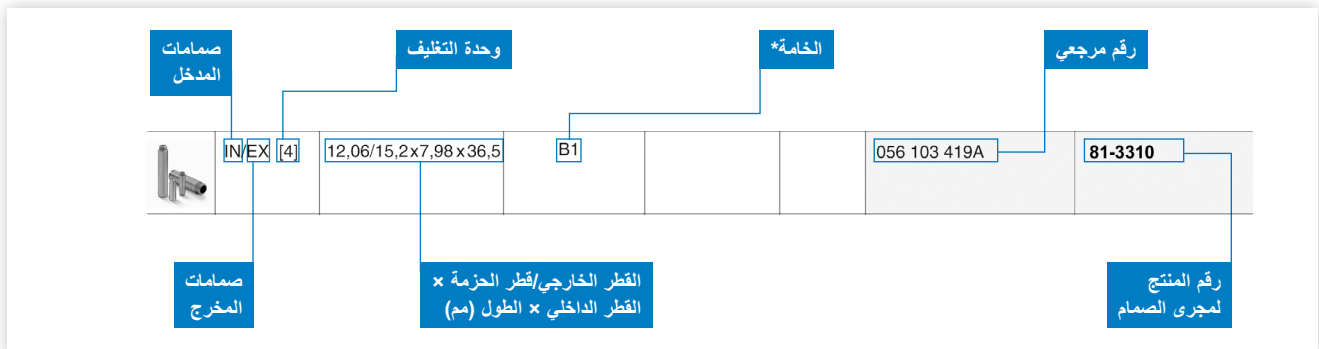 صمامات
المدخل
وحدة التغليف
الخامة*
رقم مرجعي
IN/EX [4]
12,06/15,2x7,98x36,5
B1
056 103 419A
81-3310
صمامات
المخرج
القطر الخارجي/قطر الحزمة ×
القطر الداخلي × الطول (مم)
رقم المنتج
لمجرى الصمام